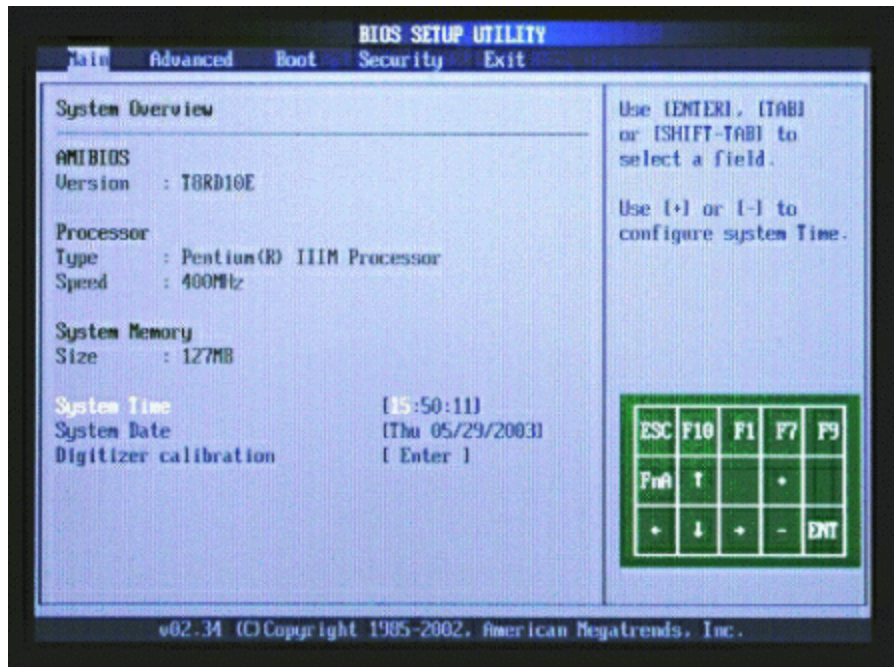 BIOS SETUP UTILITY
Main Advanced Boot Security Exit
System Overview
AMIBIOS
Version : T8RD10E
Processor
Type : Pentium(R) IIIM Processor
Speed : 400MHz
System Memory
Size : 127MB
System Time [15:50:11]
System Date [Thu 05/29/2003]
Digitizer calibration [ Enter ]
Use [ENTER], [TAB]
or [SHIFT-TAB] to
select a field.
Use [+] or [-] to
configure system Time.
ESC F10 F1 F7 F9
FnA ↑ +
← ↓ → - ENT
v02.34 (C)Copyright 1985-2002, American Megatrends, Inc.